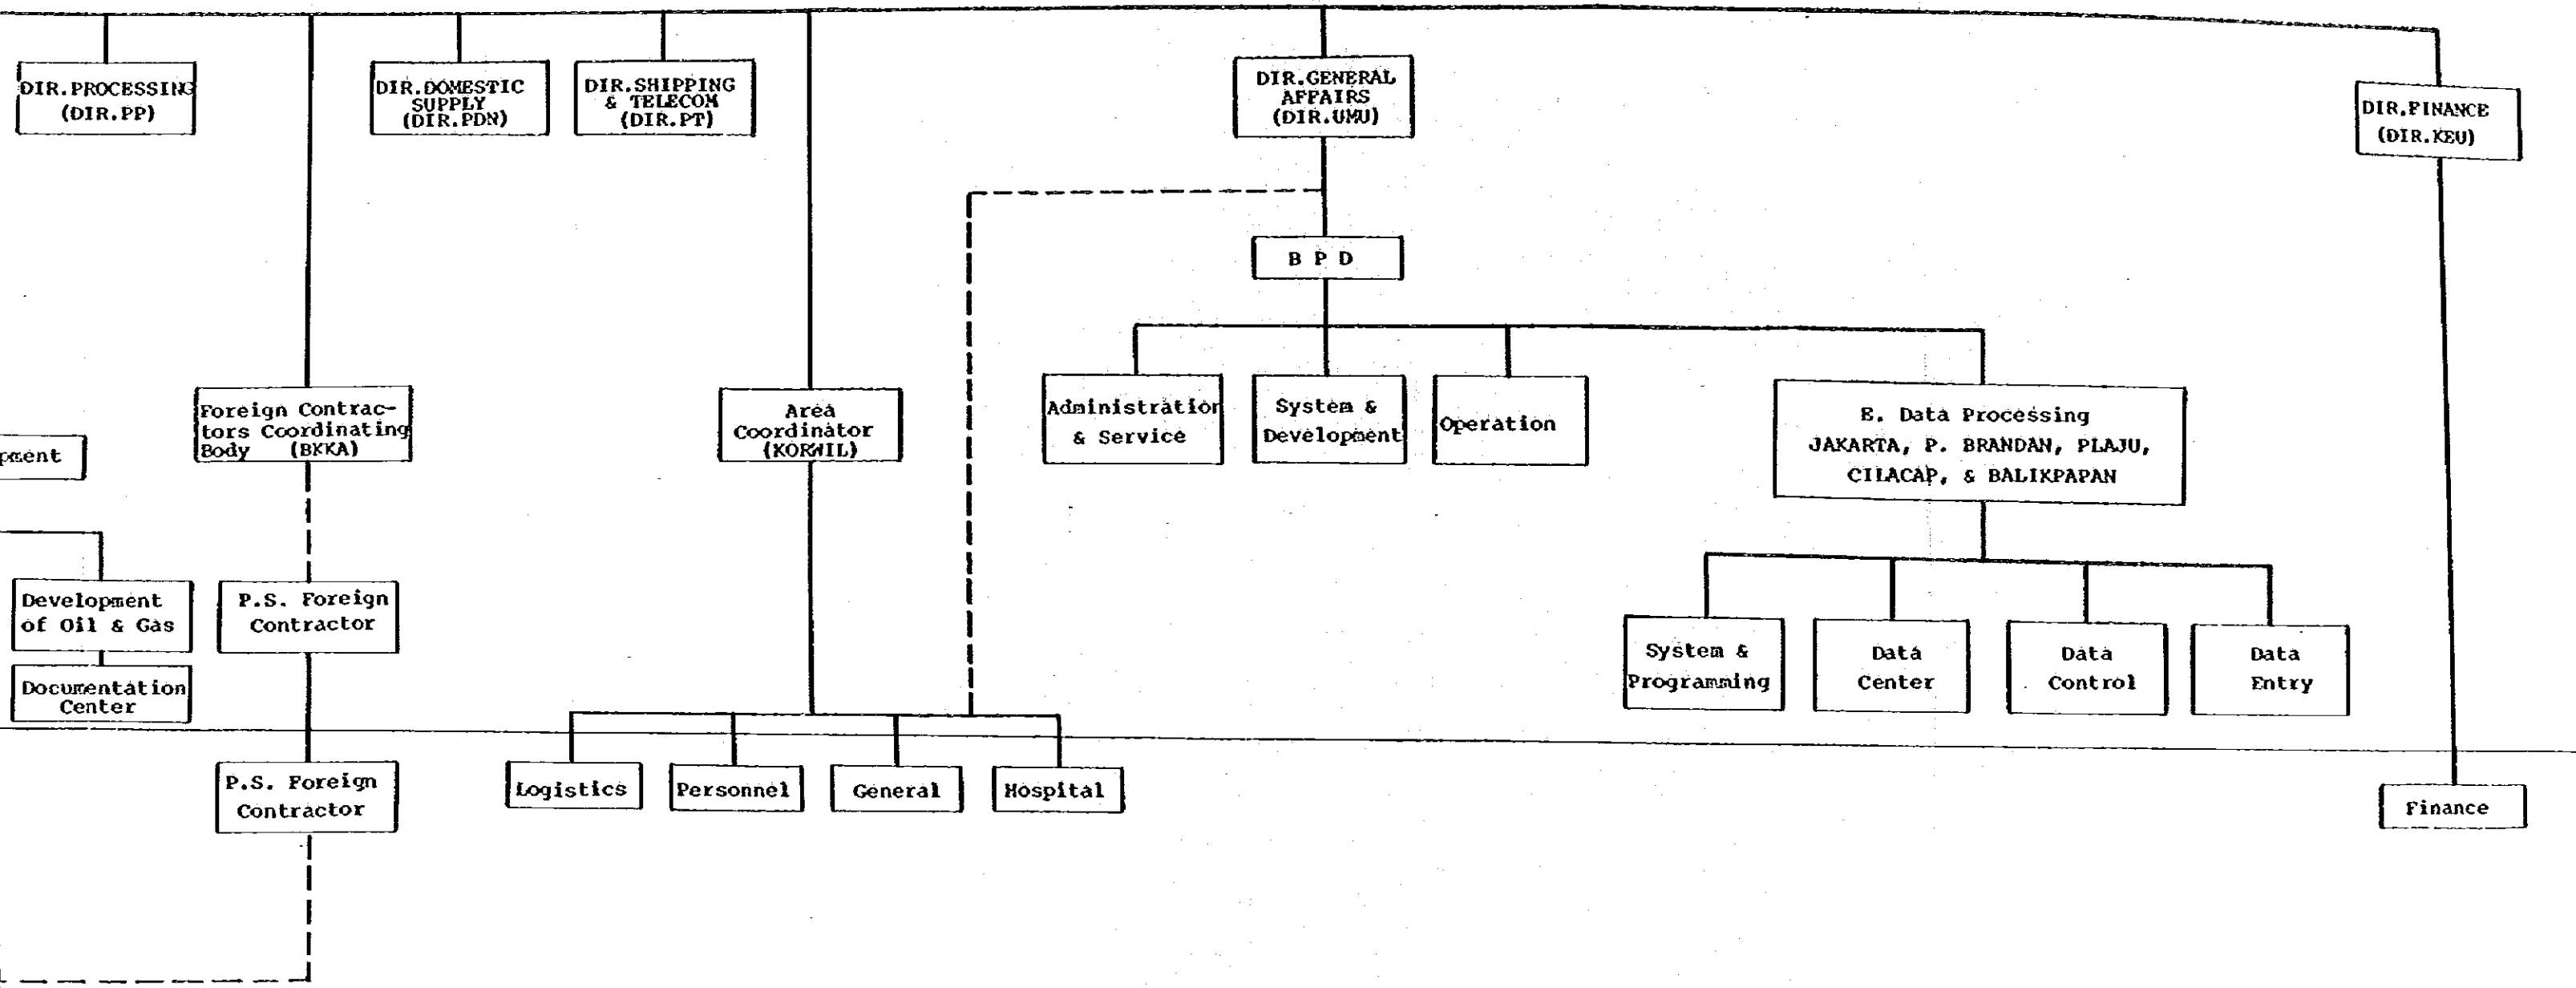 DIR.PROCESSING
(DIR.PP)
DIR.DOMESTIC
SUPPLY
(DIR.PDN)
DIR.SHIPPING
& TELECOM
(DIR.PT)
DIR.GENERAL
AFFAIRS
(DIR.UMU)
DIR.FINANCE
(DIR.KEU)
B P D
Foreign Contrac-
tors Coordinating
Body (BKKA)
Area
Coordinator
(KORWIL)
Administration
& Service
System &
Development
Operation
E. Data Processing
JAKARTA, P. BRANDAN, PLAJU,
CILACAP, & BALIKPAPAN
pment
Development
of Oil & Gas
P.S. Foreign
Contractor
System &
Programming
Data
Center
Data
Control
Data
Entry
Documentation
Center
P.S. Foreign
Contractor
Logistics
Personnel
General
Hospital
Finance